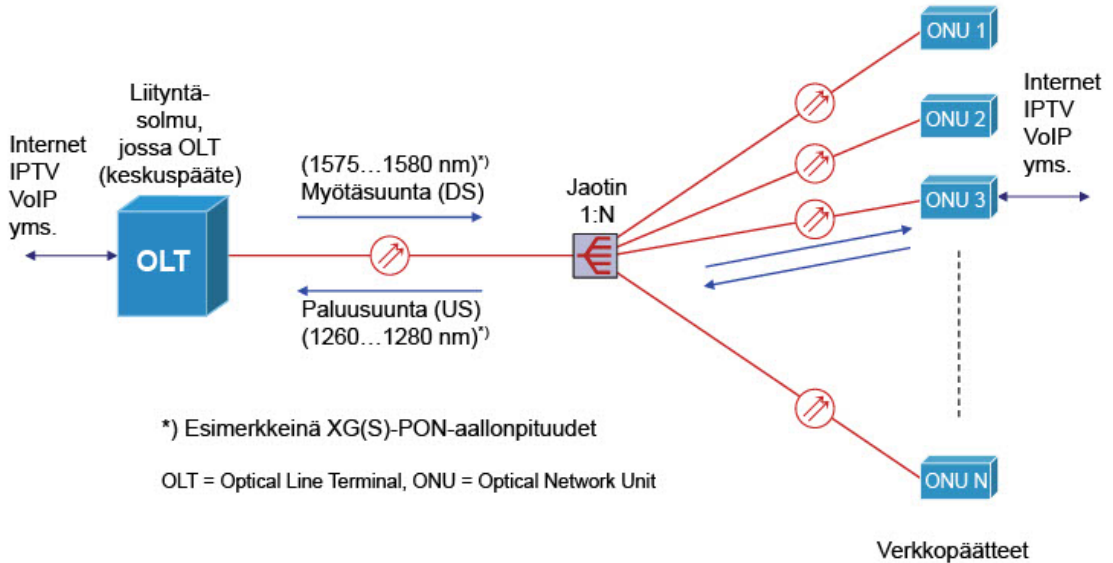 Internet
IPTV
VoIP
yms.
Liityntä-
solmu,
jossa OLT
(keskuspääte)
OLT
(1575…1580 nm)*)
Myötäsuunta (DS)
Paluusuunta (US)
(1260…1280 nm)*)
Jaotin
1:N
ONU 1
ONU 2
ONU 3
ONU N
Internet
IPTV
VoIP
yms.
Verkkopäätteet
*) Esimerkkeinä XG(S)-PON-aallonpituudet
OLT = Optical Line Terminal, ONU = Optical Network Unit